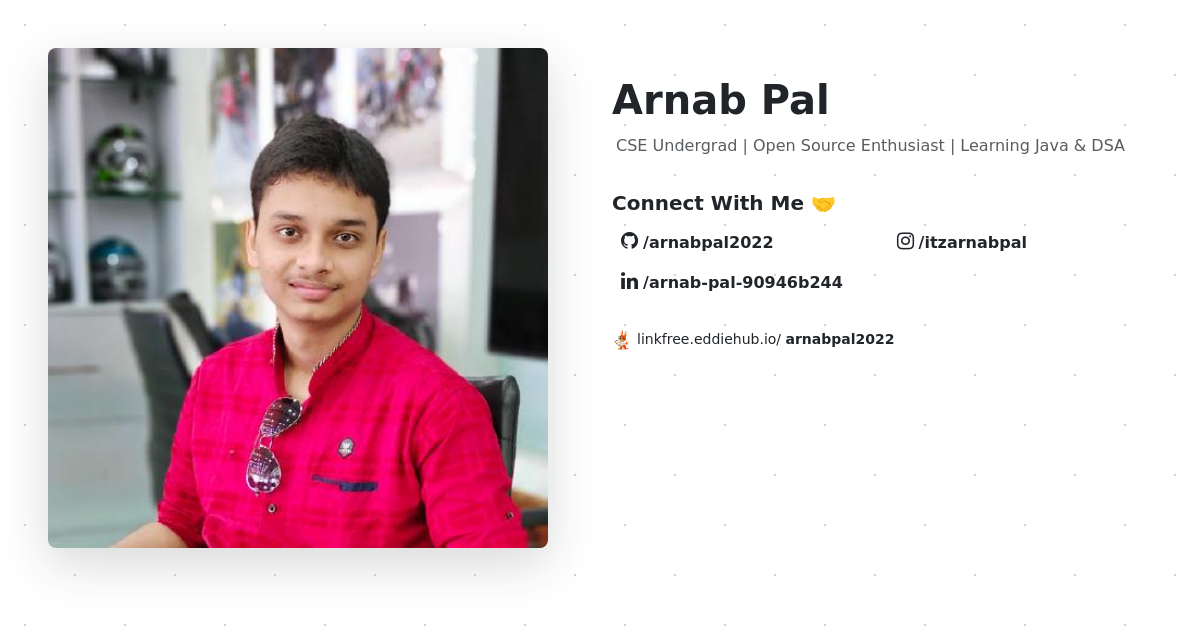 Arnab Pal
CSE Undergrad | Open Source Enthusiast | Learning Java & DSA
Connect With Me 🤝
/arnabpal2022
/itzarnabpal
/arnab-pal-90946b244
linkfree.eddiehub.io/ arnabpal2022